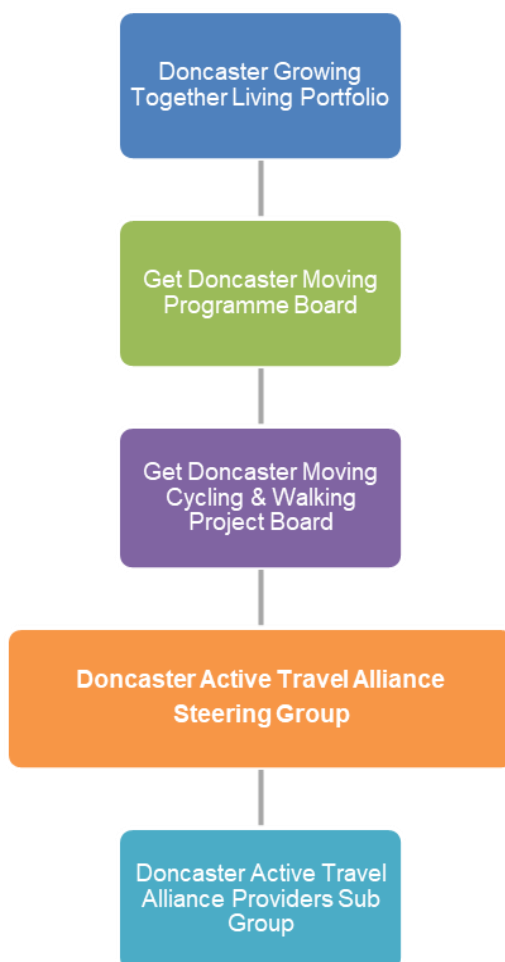 Doncaster Growing
Together Living Portfolio
Get Doncaster Moving
Programme Board
Get Doncaster Moving
Cycling & Walking
Project Board
Doncaster Active Travel Alliance
Steering Group
Doncaster Active Travel
Alliance Providers Sub
Group